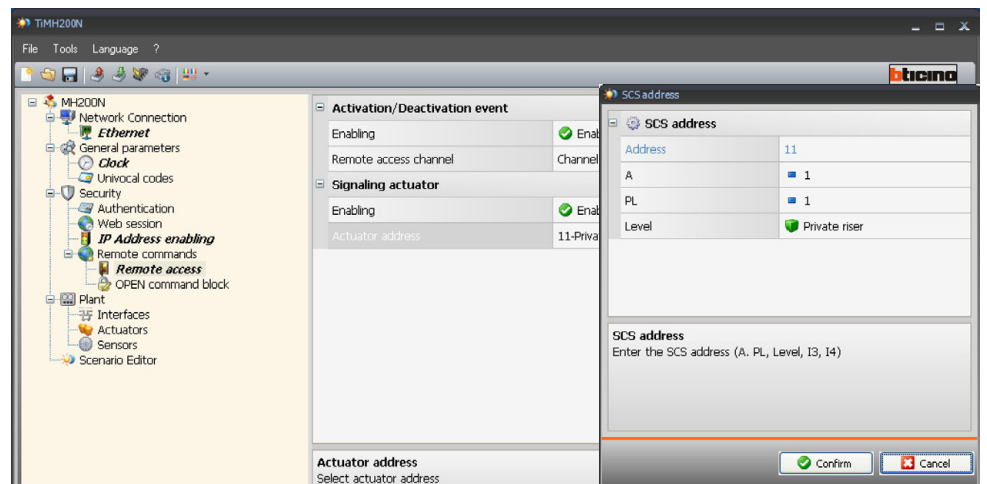 TiMH200N
File Tools Language ?
bticino
MH200N
Network Connection
Ethernet
General parameters
Clock
Univocal codes
Security
Authentication
Web session
IP Address enabling
Remote commands
Remote access
OPEN command block
Plant
Interfaces
Actuators
Sensors
Scenario Editor
Activation/Deactivation event
Enabling Enab
Remote access channel Channel
Signaling actuator
Enabling Enab
Actuator address 11-Priva
Actuator address
Select actuator address
SCS address
SCS address
Address 11
A 1
PL 1
Level Private riser
SCS address
Enter the SCS address (A. PL, Level, I3, I4)
Confirm Cancel